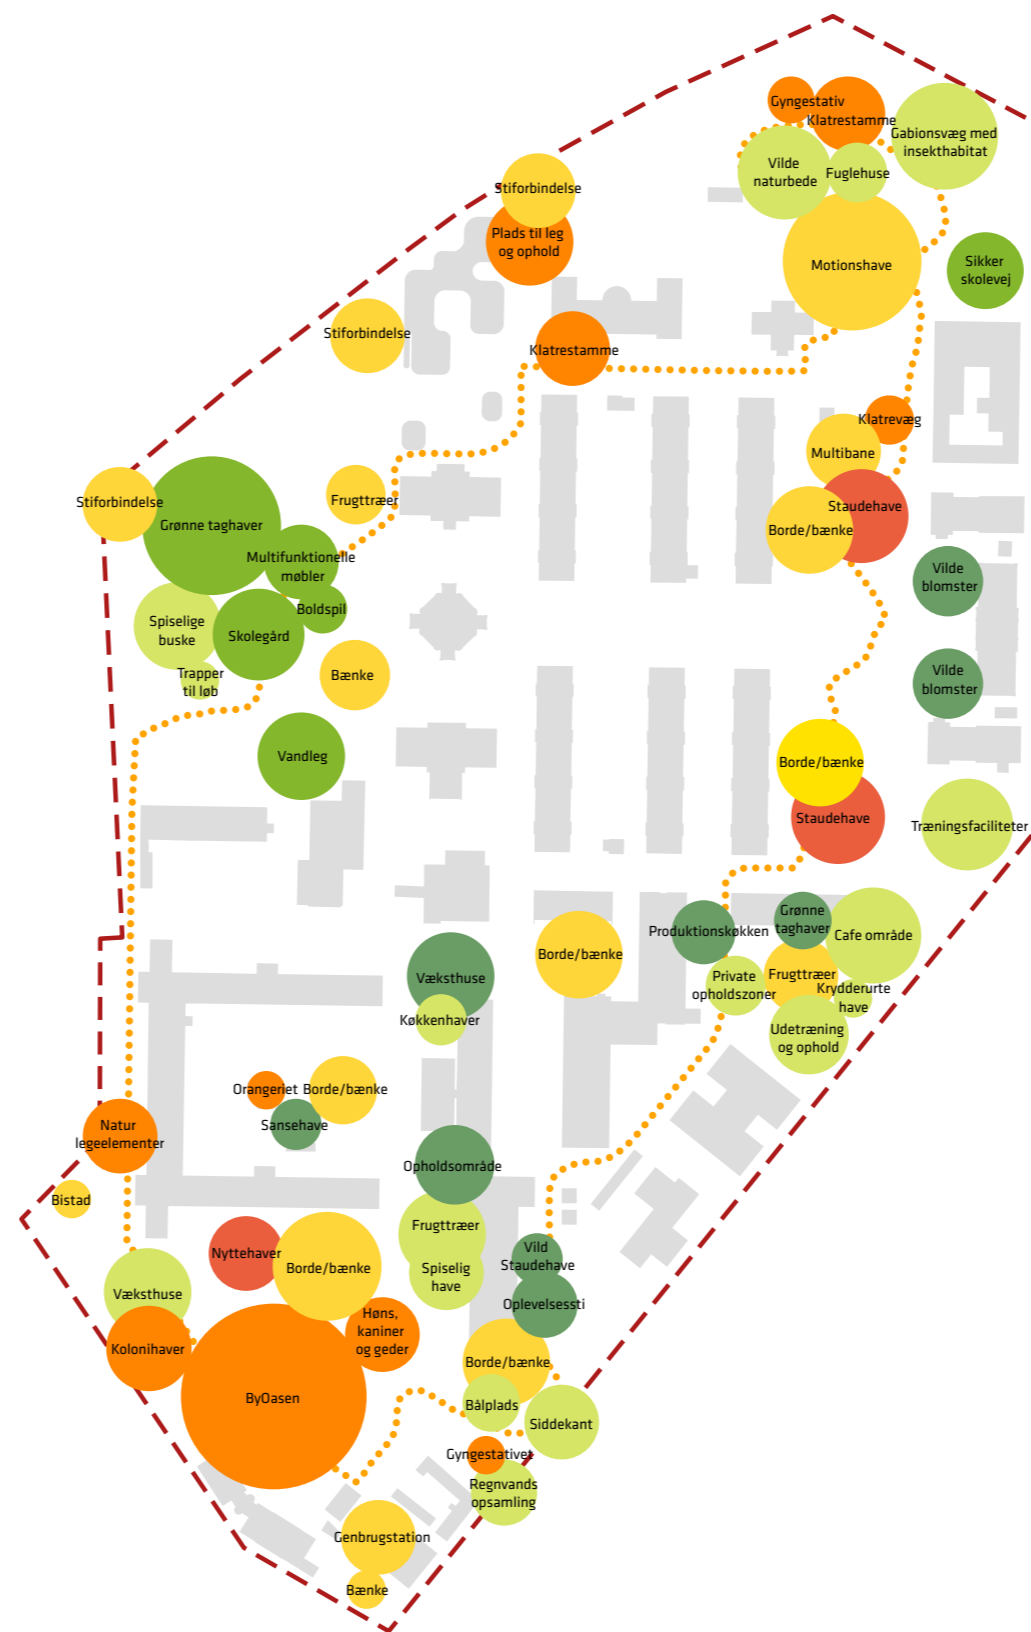 Gyngestativ
Klatrestamme
Gabionsvæg med
insekthabitat
Vilde
naturbede
Fuglehuse
Stiforbindelse
Plads til leg
og ophold
Motionshave
Sikker
skolevej
Stiforbindelse
Klatrestamme
Klatrevæg
Multibane
Stiforbindelse
Grønne taghaver
Frugttræer
Staudehave
Borde/bænke
Multifunktionelle
møbler
Vilde
blomster
Boldspil
Spiselige
buske
Skolegård
Trapper
til løb
Bænke
Vilde
blomster
Vandleg
Borde/bænke
Staudehave
Træningsfaciliteter
Produktionskøkken
Grønne
taghaver
Cafe område
Borde/bænke
Væksthuse
Private
opholdszoner
Frugttræer
Krydderurte
have
Køkkenhaver
Udetræning
og ophold
Orangeriet
Borde/bænke
Sansehave
Natur
legeelementer
Opholdsområde
Bistad
Frugttræer
Nyttehaver
Borde/bænke
Spiselig
have
Vild
Staudehave
Væksthuse
Oplevelsessti
Høns,
kaniner
og geder
Kolonihaver
Borde/bænke
ByOasen
Bålplads
Siddekant
Gyngestativet
Regnvands
opsamling
Genbrugstation
Bænke